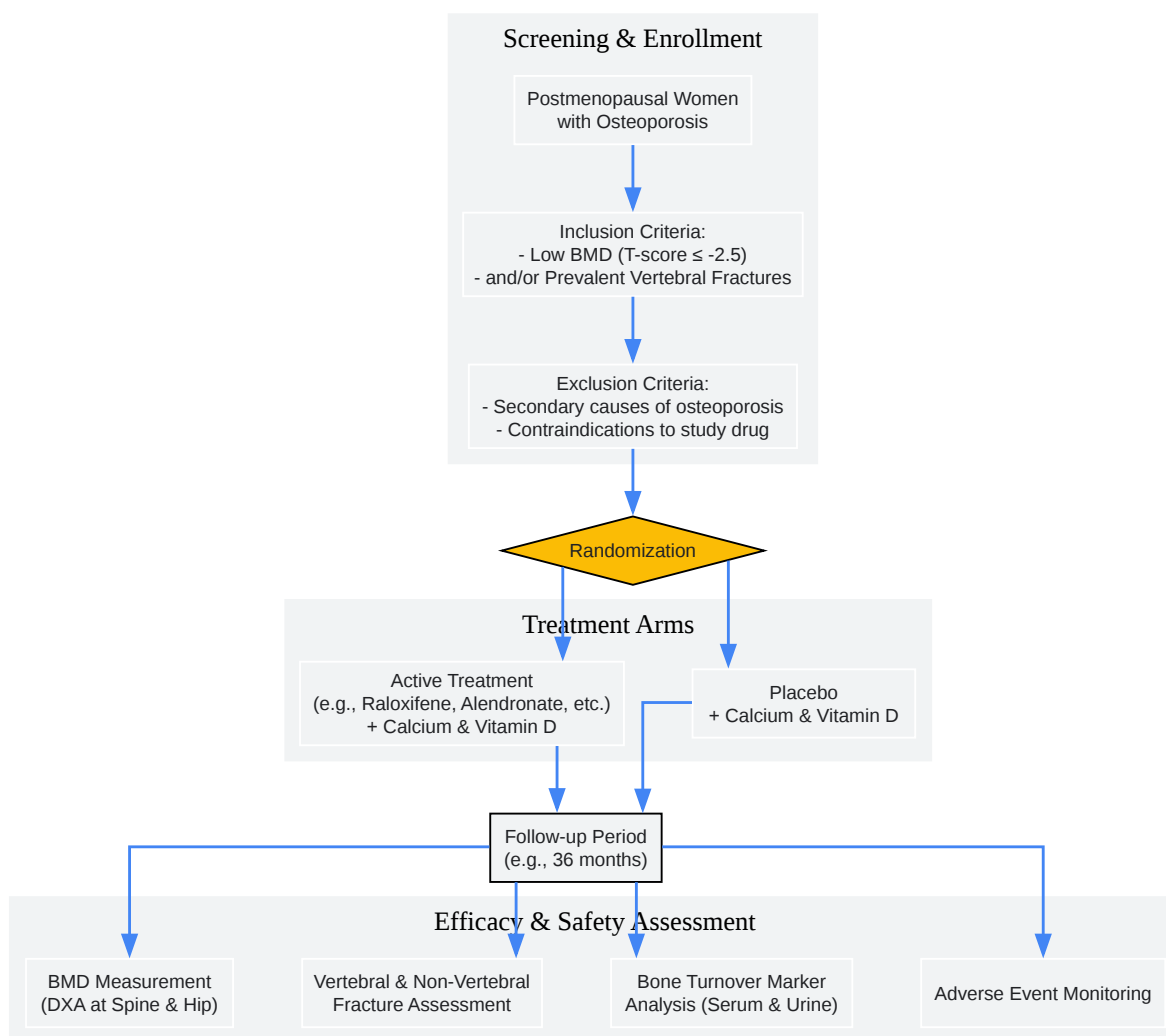 Screening & Enrollment
Postmenopausal Women
with Osteoporosis
Inclusion Criteria:
- Low BMD (T-score ≤ -2.5)
- and/or Prevalent Vertebral Fractures
Exclusion Criteria:
- Secondary causes of osteoporosis
- Contraindications to study drug
Randomization
Treatment Arms
Active Treatment
(e.g., Raloxifene, Alendronate, etc.)
+ Calcium & Vitamin D
Placebo
+ Calcium & Vitamin D
Follow-up Period
(e.g., 36 months)
Efficacy & Safety Assessment
BMD Measurement
(DXA at Spine & Hip)
Vertebral & Non-Vertebral
Fracture Assessment
Bone Turnover Marker
Analysis (Serum & Urine)
Adverse Event Monitoring